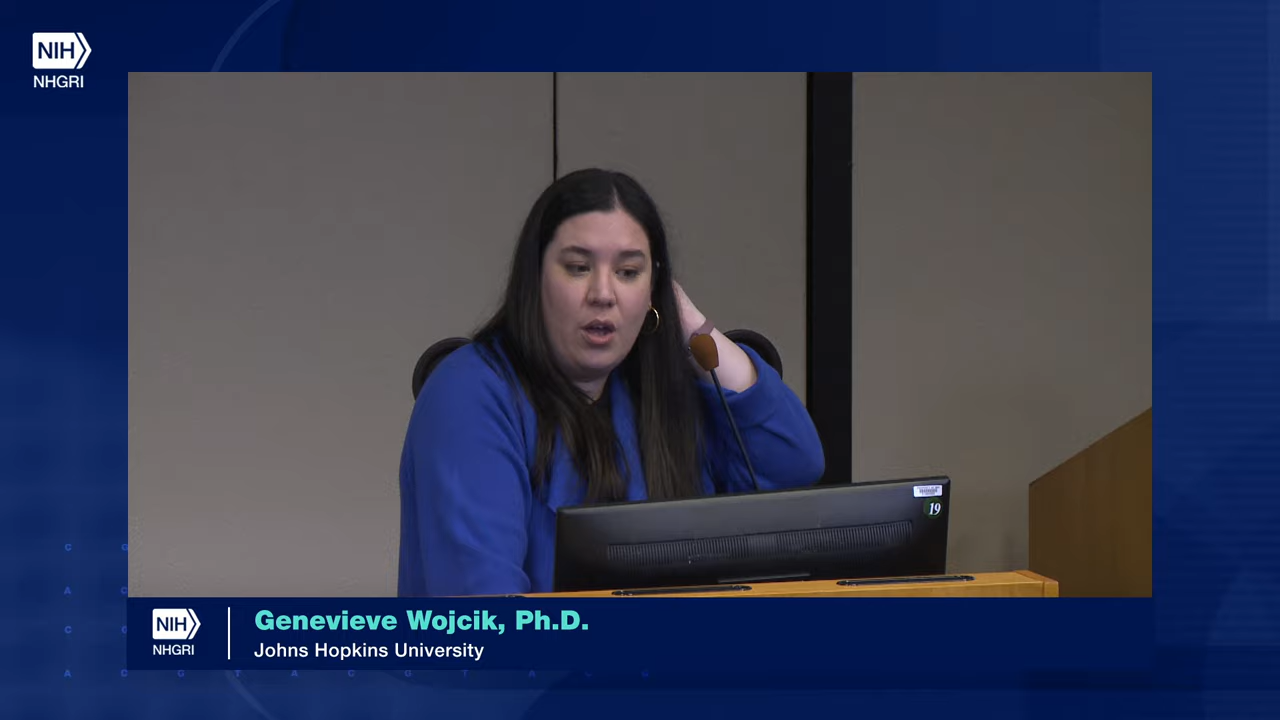 NIH
NHGRI
19
C G
A C
C G
NIH
NHGRI
Genevieve Wojcik, Ph.D.
Johns Hopkins University
A C G T A C G T A C G